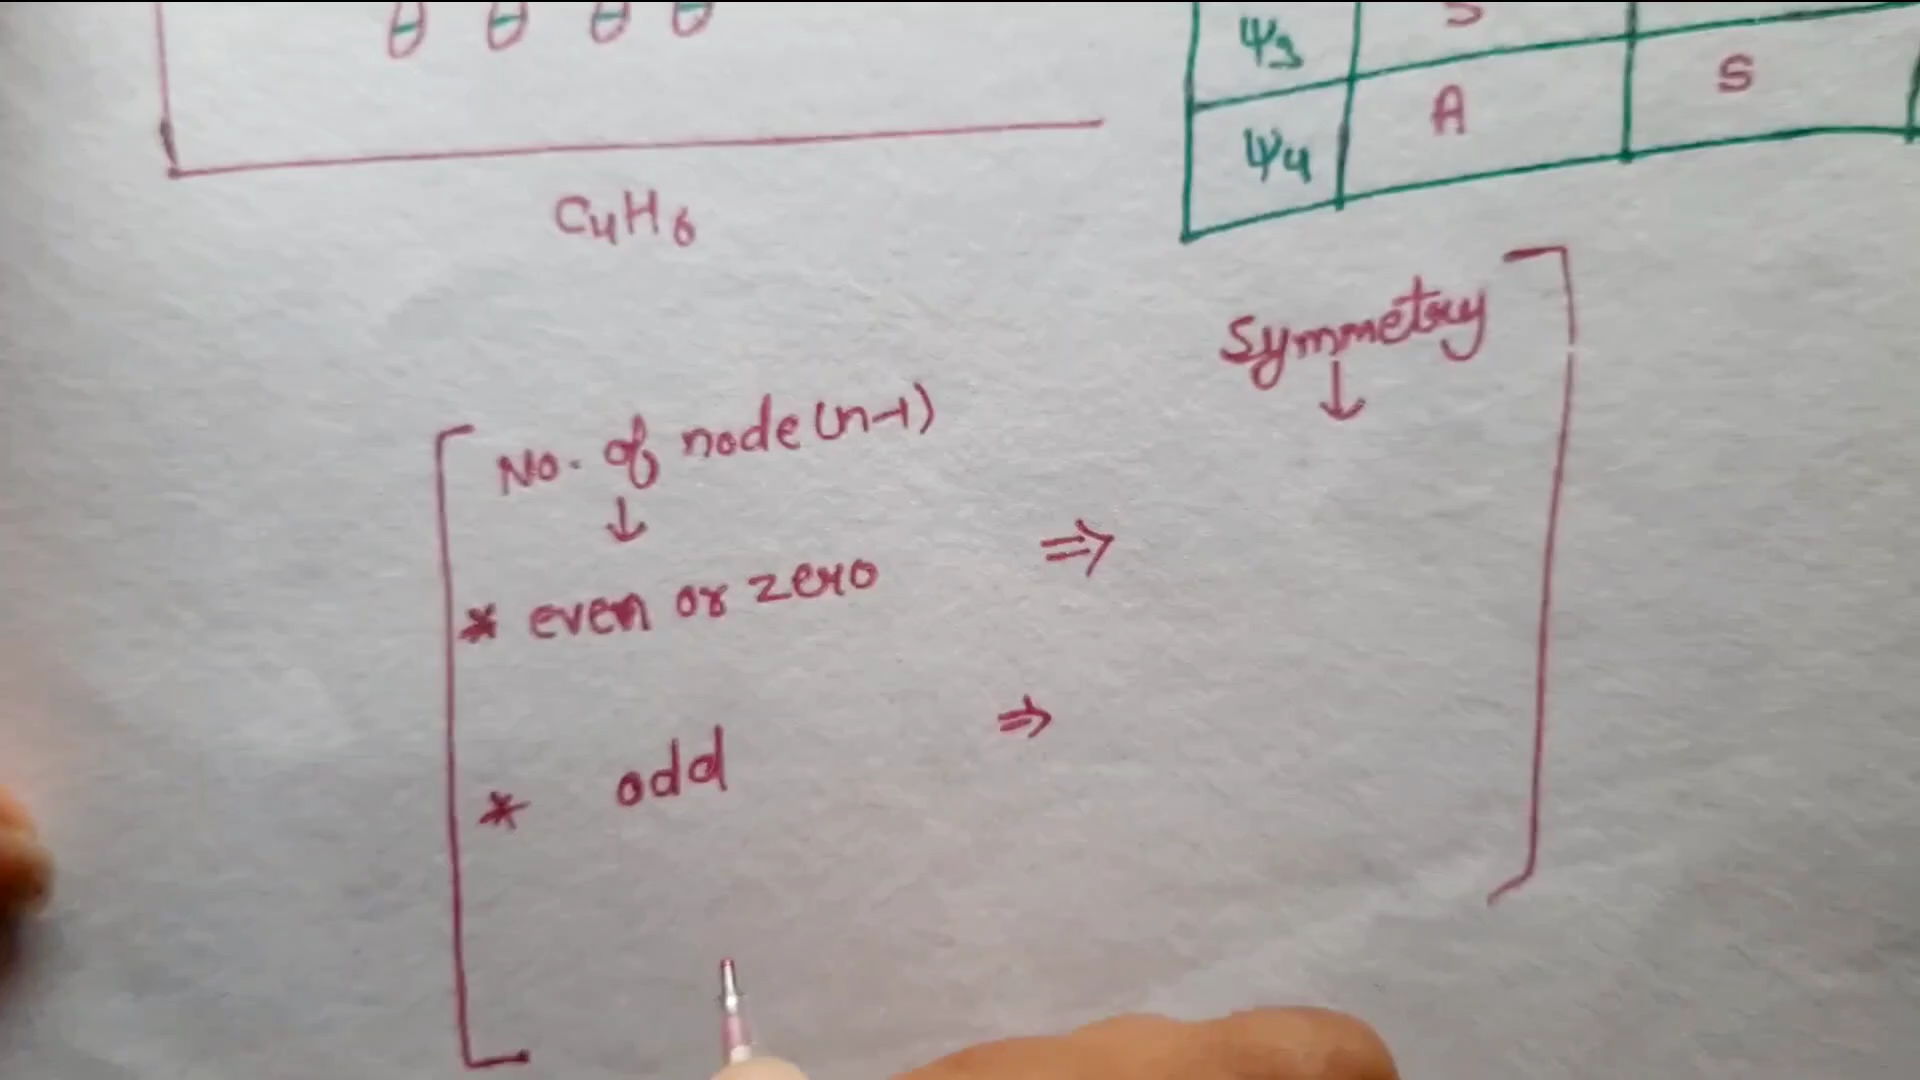 θ θ θ θ
C4H6
ψ3 S
ψ4 A S
Symmetry
↓
No. of node (n-1)
↓
* even or zero ⇒
* odd ⇒